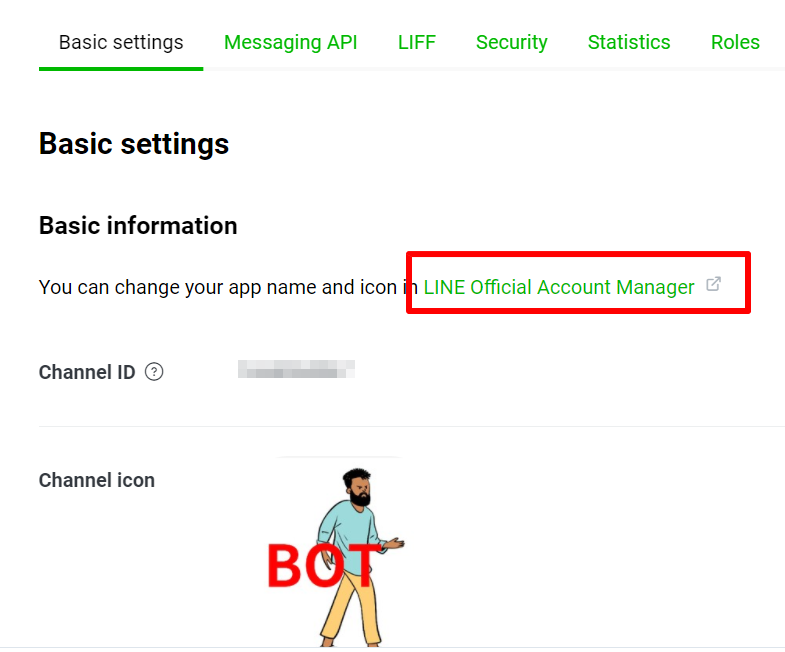 Basic settings Messaging API LIFF Security Statistics Roles
Basic settings
Basic information
You can change your app name and icon in LINE Official Account Manager
Channel ID ?
Channel icon
BOT